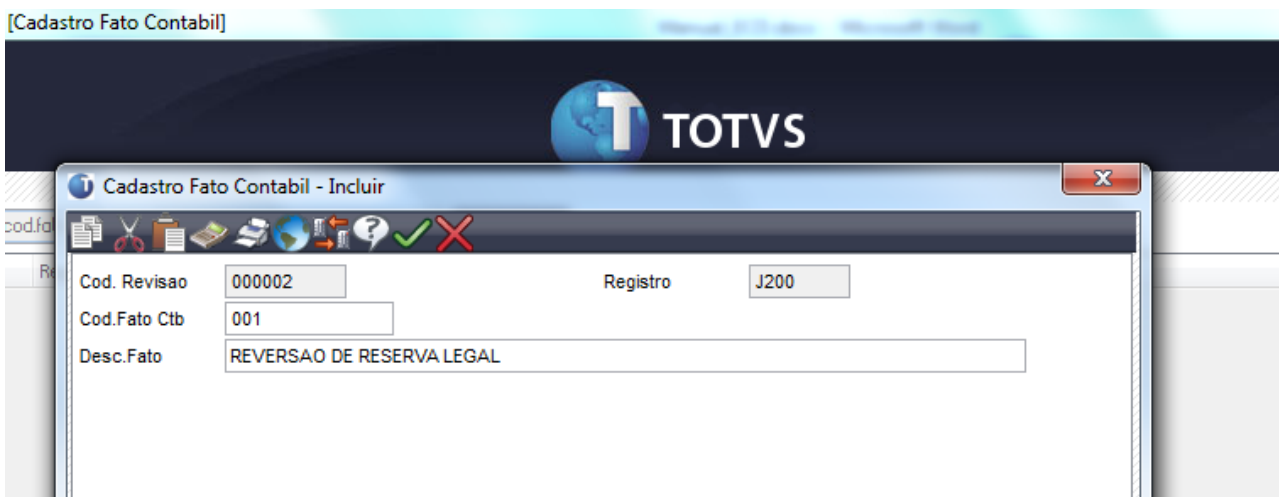 [Cadastro Fato Contabil]
TOTVS
Cadastro Fato Contabil - Incluir
Cod. Revisao 000002 Registro J200
Cod.Fato Ctb 001
Desc.Fato REVERSAO DE RESERVA LEGAL